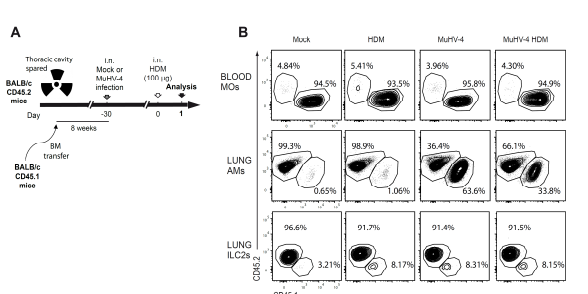 A
Thoracic cavity
spared
BALB/c
CD45.2
mice
i.n.
Mock or
MuHV-4
infection
i.n.
HDM
(100 µg)
Analysis
Day
-30
0
1
8 weeks
BM
transfer
BALB/c
CD45.1
mice
B
Mock
HDM
MuHV-4
MuHV-4 HDM
BLOOD
MOs
4.84%
94.5%
5.41%
93.5%
3.96%
95.8%
4.30%
94.9%
LUNG
AMs
99.3%
0.65%
98.9%
1.06%
36.4%
63.6%
66.1%
33.8%
LUNG
ILC2s
96.6%
3.21%
91.7%
8.17%
91.4%
8.31%
91.5%
8.15%
CD45.2
CD45.1